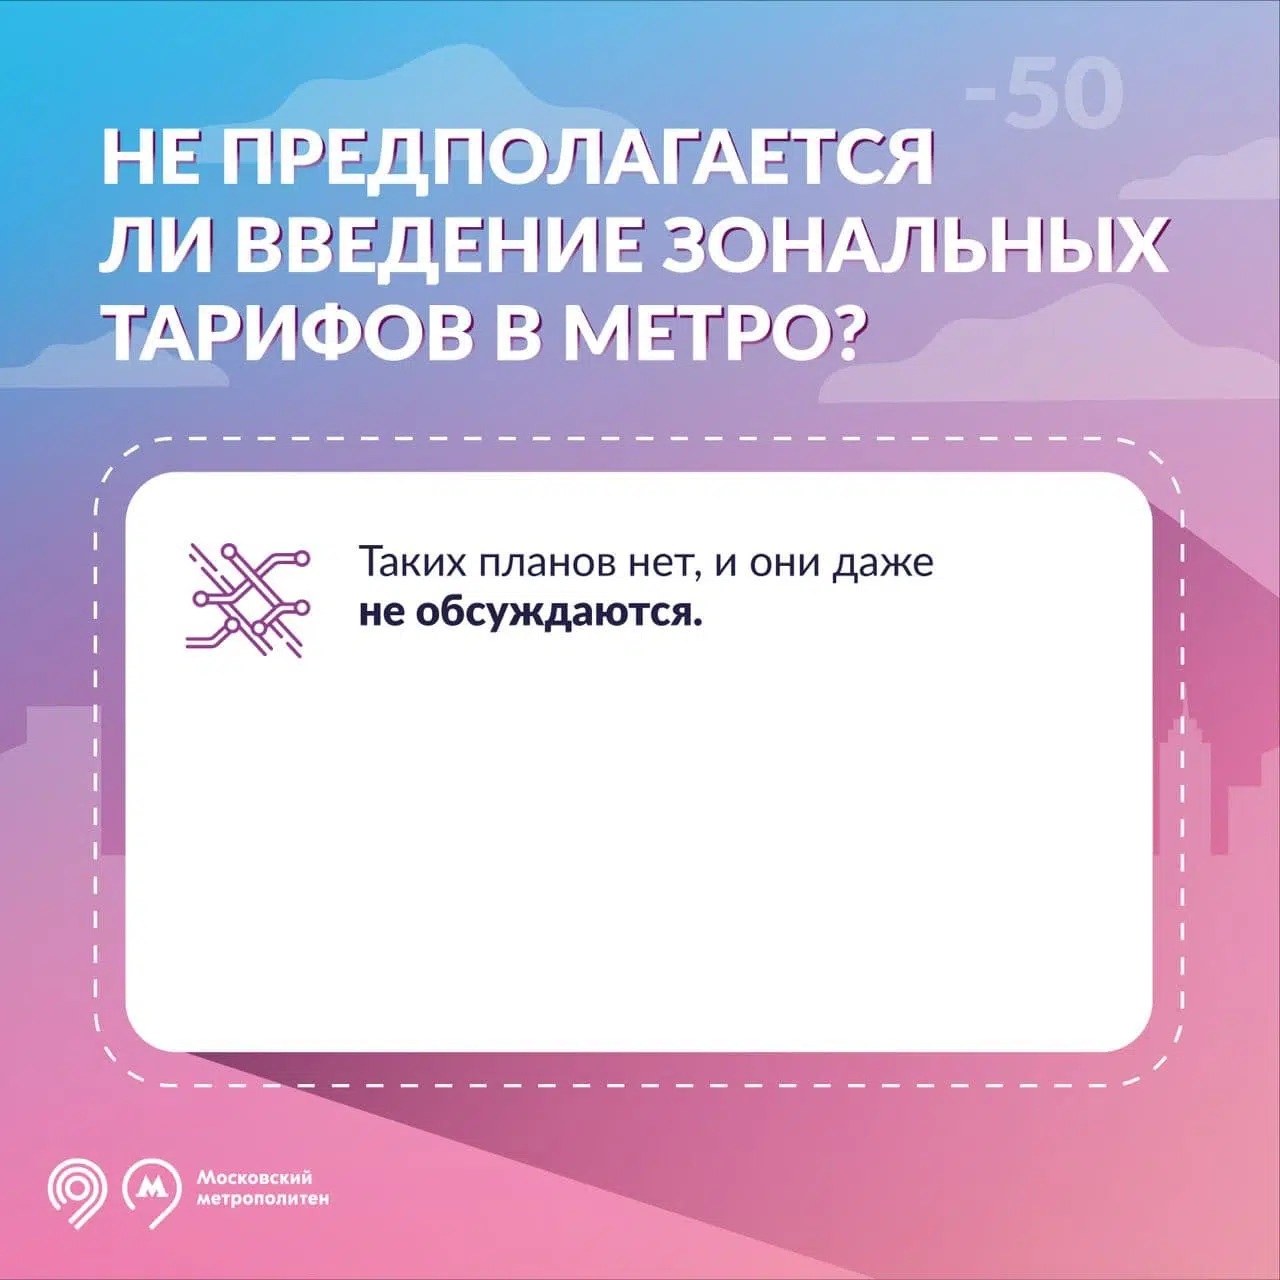 -50
НЕ ПРЕДПОЛАГАЕТСЯ
ЛИ ВВЕДЕНИЕ ЗОНАЛЬНЫХ
ТАРИФОВ В МЕТРО?
Таких планов нет, и они даже
не обсуждаются.
Московский
метрополитен